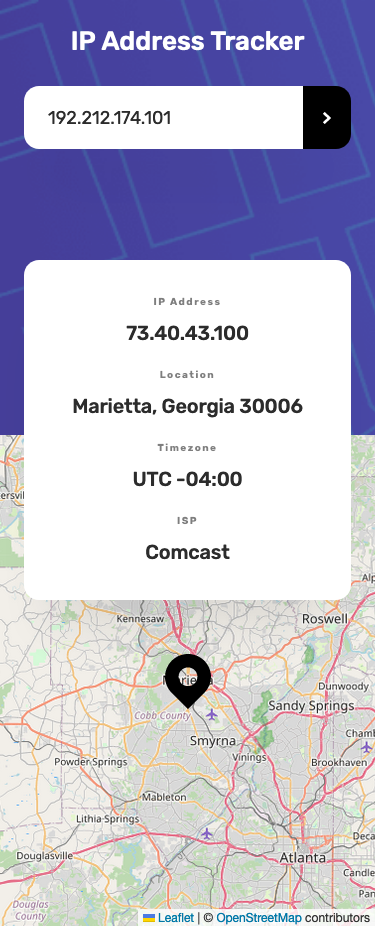 IP Address Tracker
192.212.174.101
IP Address
73.40.43.100
Location
Marietta, Georgia 30006
Timezone
UTC -04:00
ISP
Comcast
Kennesaw
Roswell
Dunwoody
Cobb County
Sandy Springs
Smyrna
Vinings
Brookhaven
Powder Springs
Mableton
Lithia Springs
Douglasville
Atlanta
Douglas
County
Leaflet | © OpenStreetMap contributors